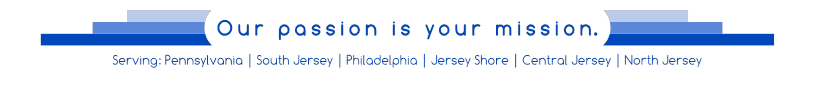 Our passion is your mission.
Serving: Pennsylvania | South Jersey | Philadelphia | Jersey Shore | Central Jersey | North Jersey